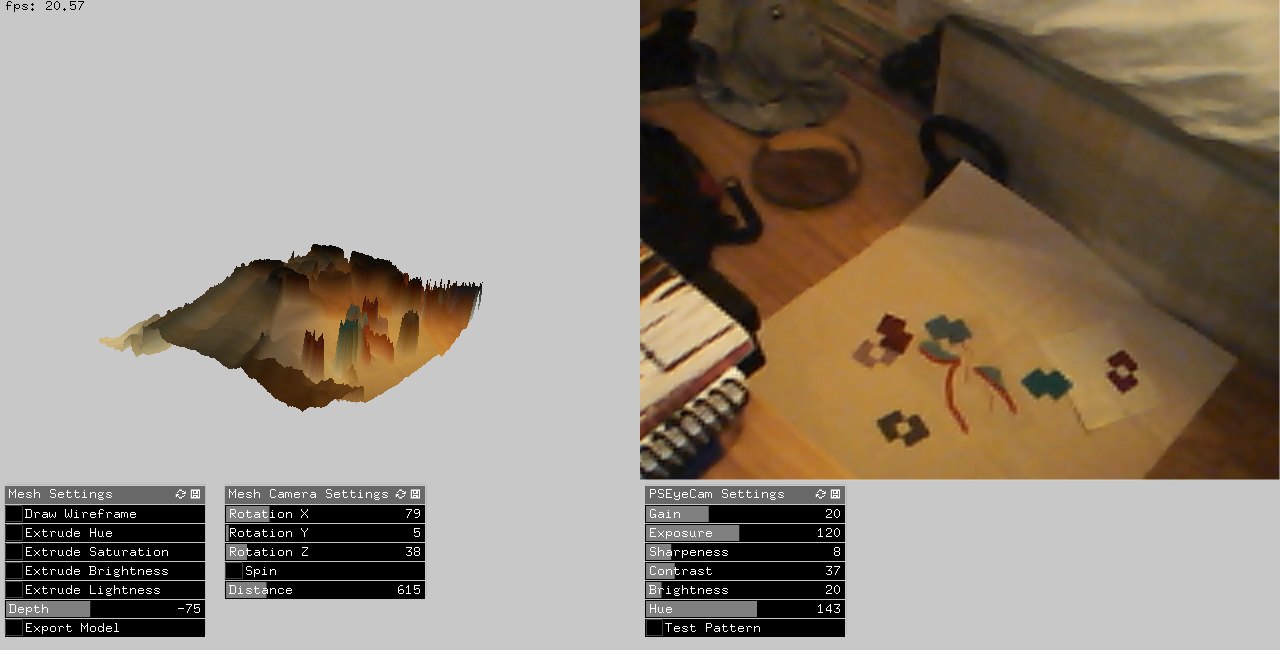 fps: 20.57
Mesh Settings
Draw Wireframe
Extrude Hue
Extrude Saturation
Extrude Brightness
Extrude Lightness
Depth -75
Export Model
Mesh Camera Settings
Rotation X 79
Rotation Y 5
Rotation Z 38
Spin
Distance 615
PSEyeCam Settings
Gain 20
Exposure 120
Sharpeness 8
Contrast 37
Brightness 20
Hue 143
Test Pattern